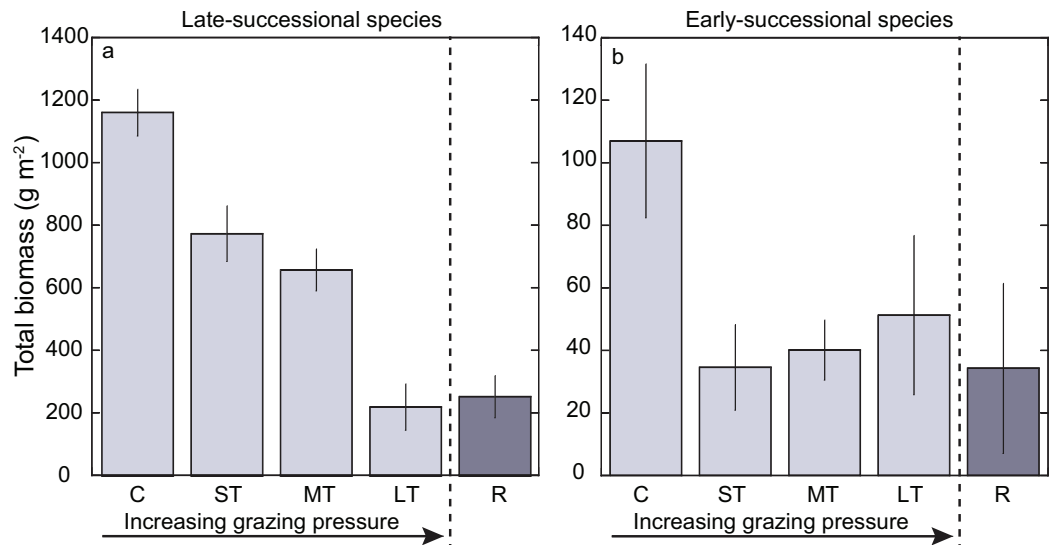 Late-successional species
Early-successional species
Total biomass (g m⁻²)
1400
1200
1000
800
600
400
200
0
a
C ST MT LT R
Increasing grazing pressure
140
120
100
80
60
40
20
0
b
C ST MT LT R
Increasing grazing pressure